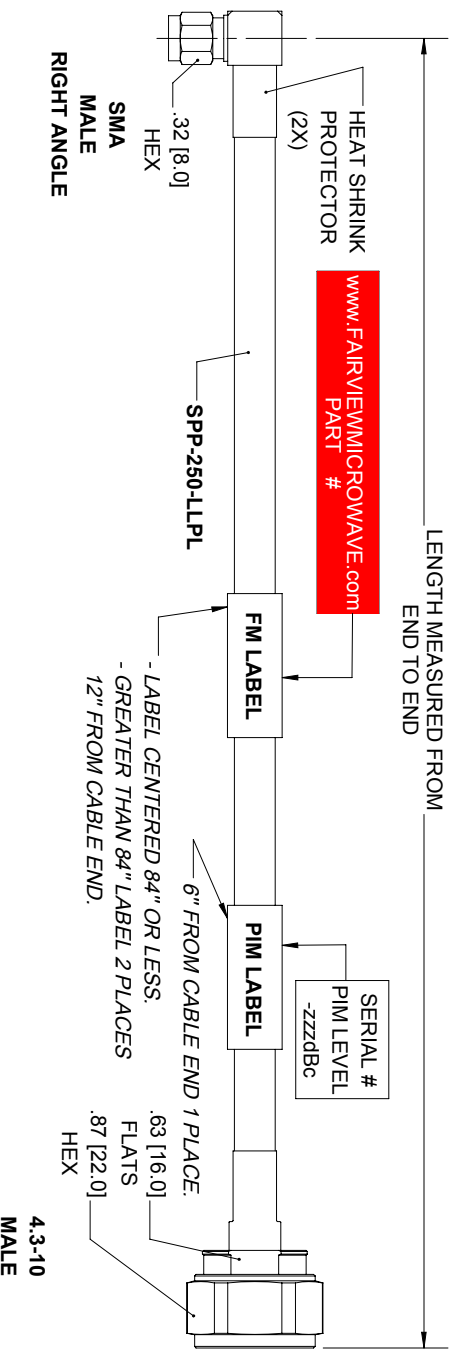 LENGTH MEASURED FROM
END TO END
HEAT SHRINK
PROTECTOR
(2X)
www.FAIRVIEWMICROWAVE.com
PART #
SERIAL #
PIM LEVEL
-zzzdBc
FM LABEL
PIM LABEL
.32 [8.0]
HEX
SMA
MALE
RIGHT ANGLE
SPP-250-LLPL
- LABEL CENTERED 84" OR LESS.
- GREATER THAN 84" LABEL 2 PLACES
12" FROM CABLE END.
6" FROM CABLE END 1 PLACE.
.63 [16.0]
FLATS
.87 [22.0]
HEX
4.3-10
MALE